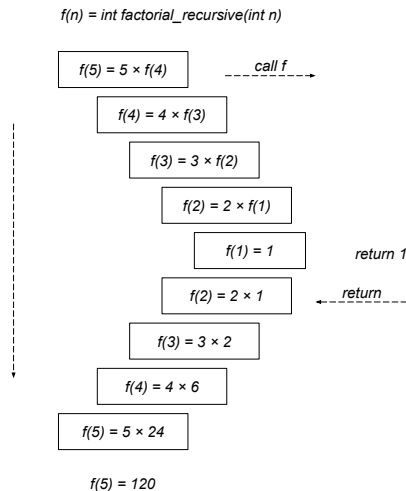 f(n) = int factorial_recursive(int n)
f(5) = 5 × f(4)
call f
f(4) = 4 × f(3)
f(3) = 3 × f(2)
f(2) = 2 × f(1)
f(1) = 1
return 1
f(2) = 2 × 1
return
f(3) = 3 × 2
f(4) = 4 × 6
f(5) = 5 × 24
f(5) = 120